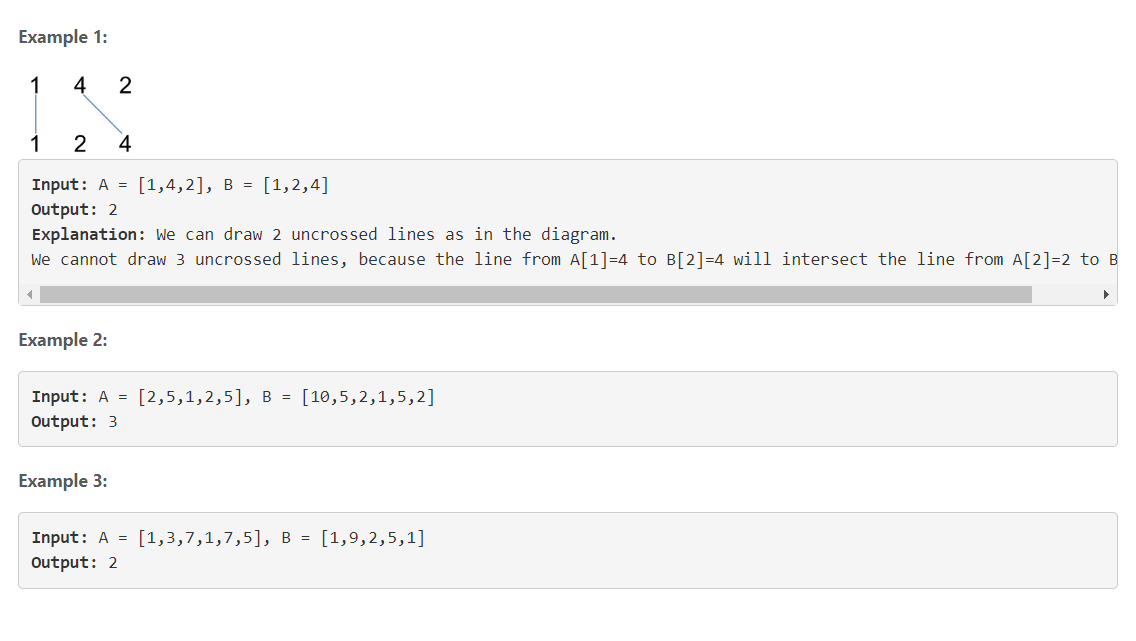 Example 1:
1 4 2
1 2 4
Input: A = [1,4,2], B = [1,2,4]
Output: 2
Explanation: We can draw 2 uncrossed lines as in the diagram.
We cannot draw 3 uncrossed lines, because the line from A[1]=4 to B[2]=4 will intersect the line from A[2]=2 to B
Example 2:
Input: A = [2,5,1,2,5], B = [10,5,2,1,5,2]
Output: 3
Example 3:
Input: A = [1,3,7,1,7,5], B = [1,9,2,5,1]
Output: 2